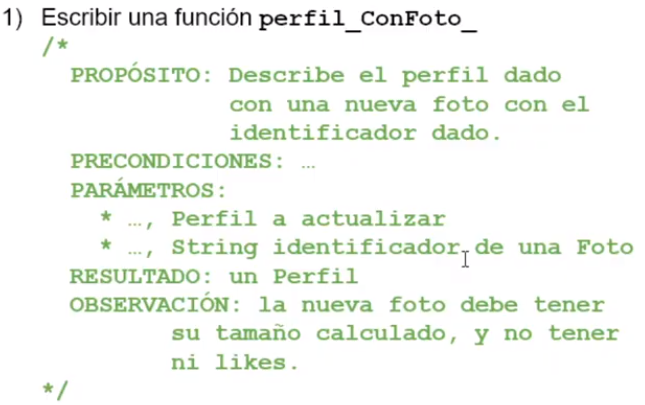 1) Escribir una función perfil_ConFoto_
/*
PROPÓSITO: Describe el perfil dado
con una nueva foto con el
identificador dado.
PRECONDICIONES: …
PARÁMETROS:
* …, Perfil a actualizar
* …, String identificador de una Foto
RESULTADO: un Perfil
OBSERVACIÓN: la nueva foto debe tener
su tamaño calculado, y no tener
ni likes.
*/